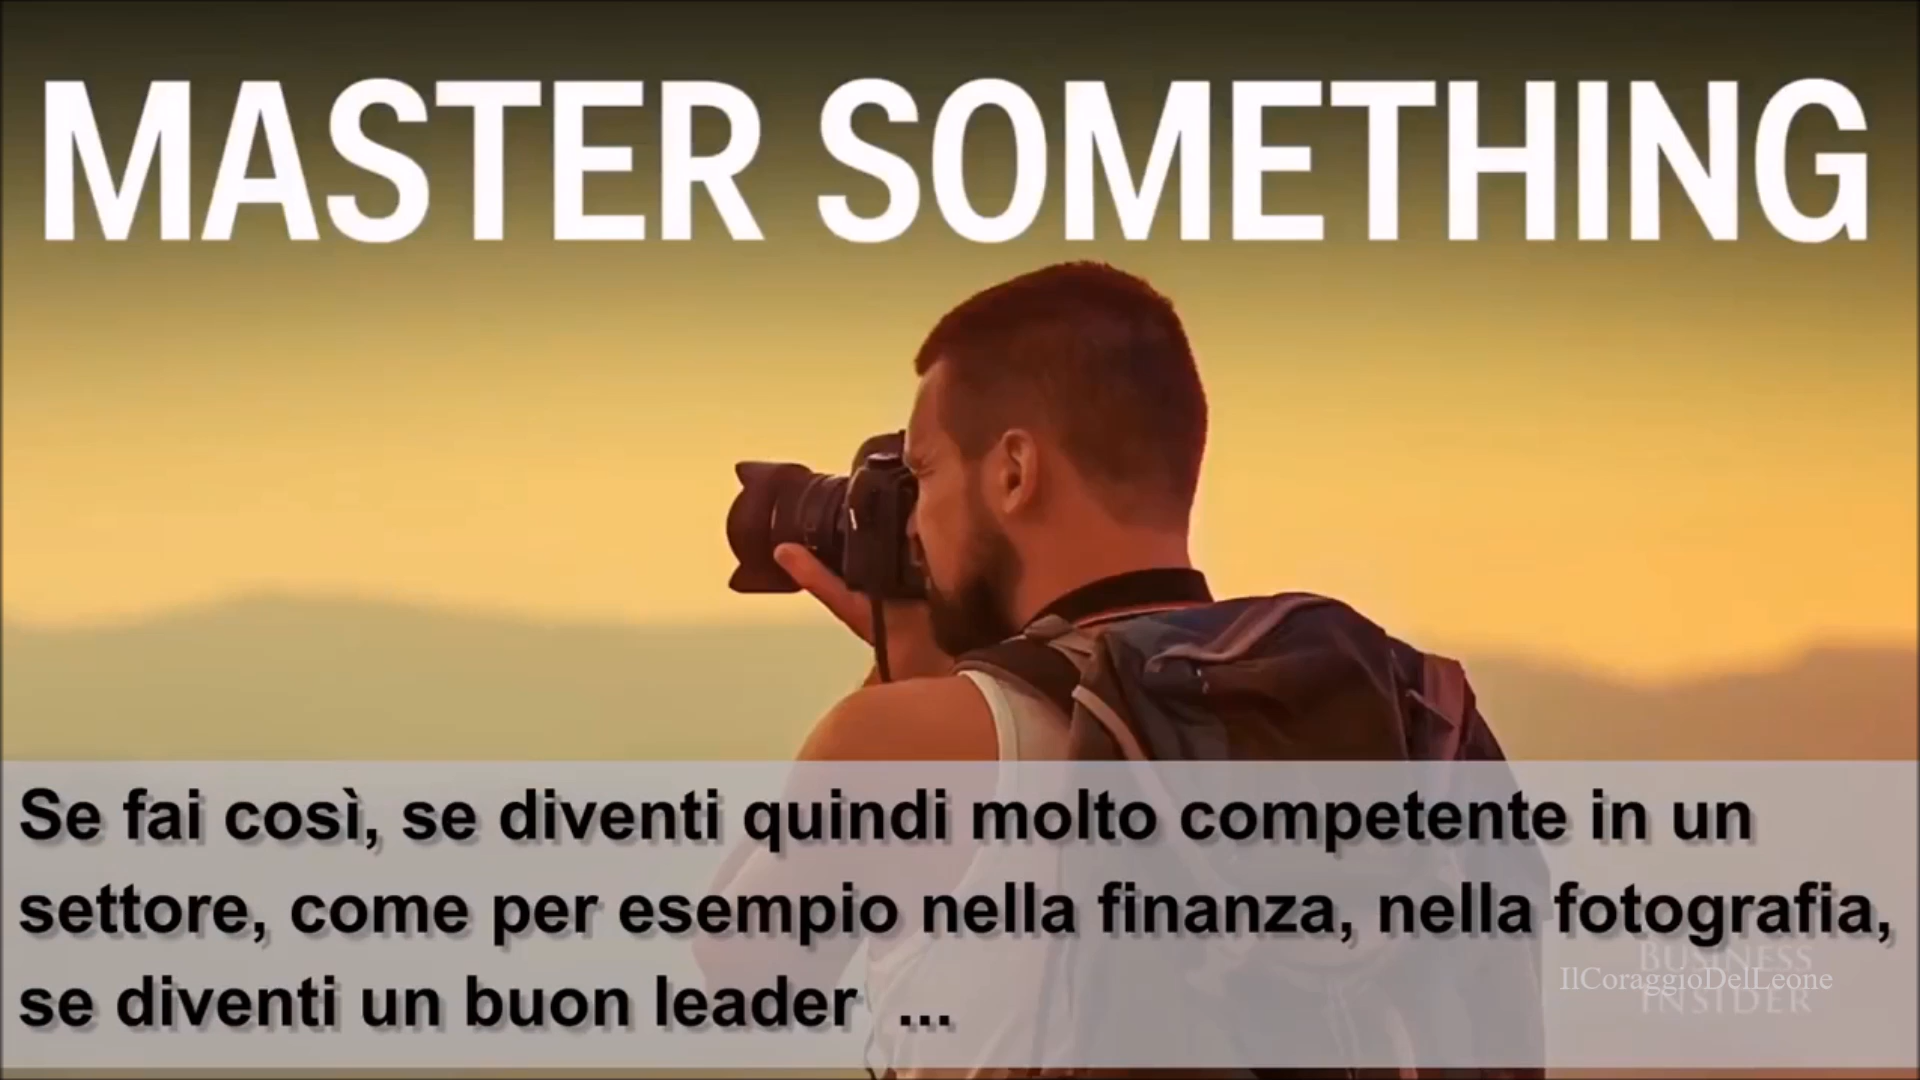 MASTER SOMETHING
Se fai così, se diventi quindi molto competente in un
settore, come per esempio nella finanza, nella fotografia,
se diventi un buon leader ...
BUSINESS
IlCoraggioDelLeone
INSIDER